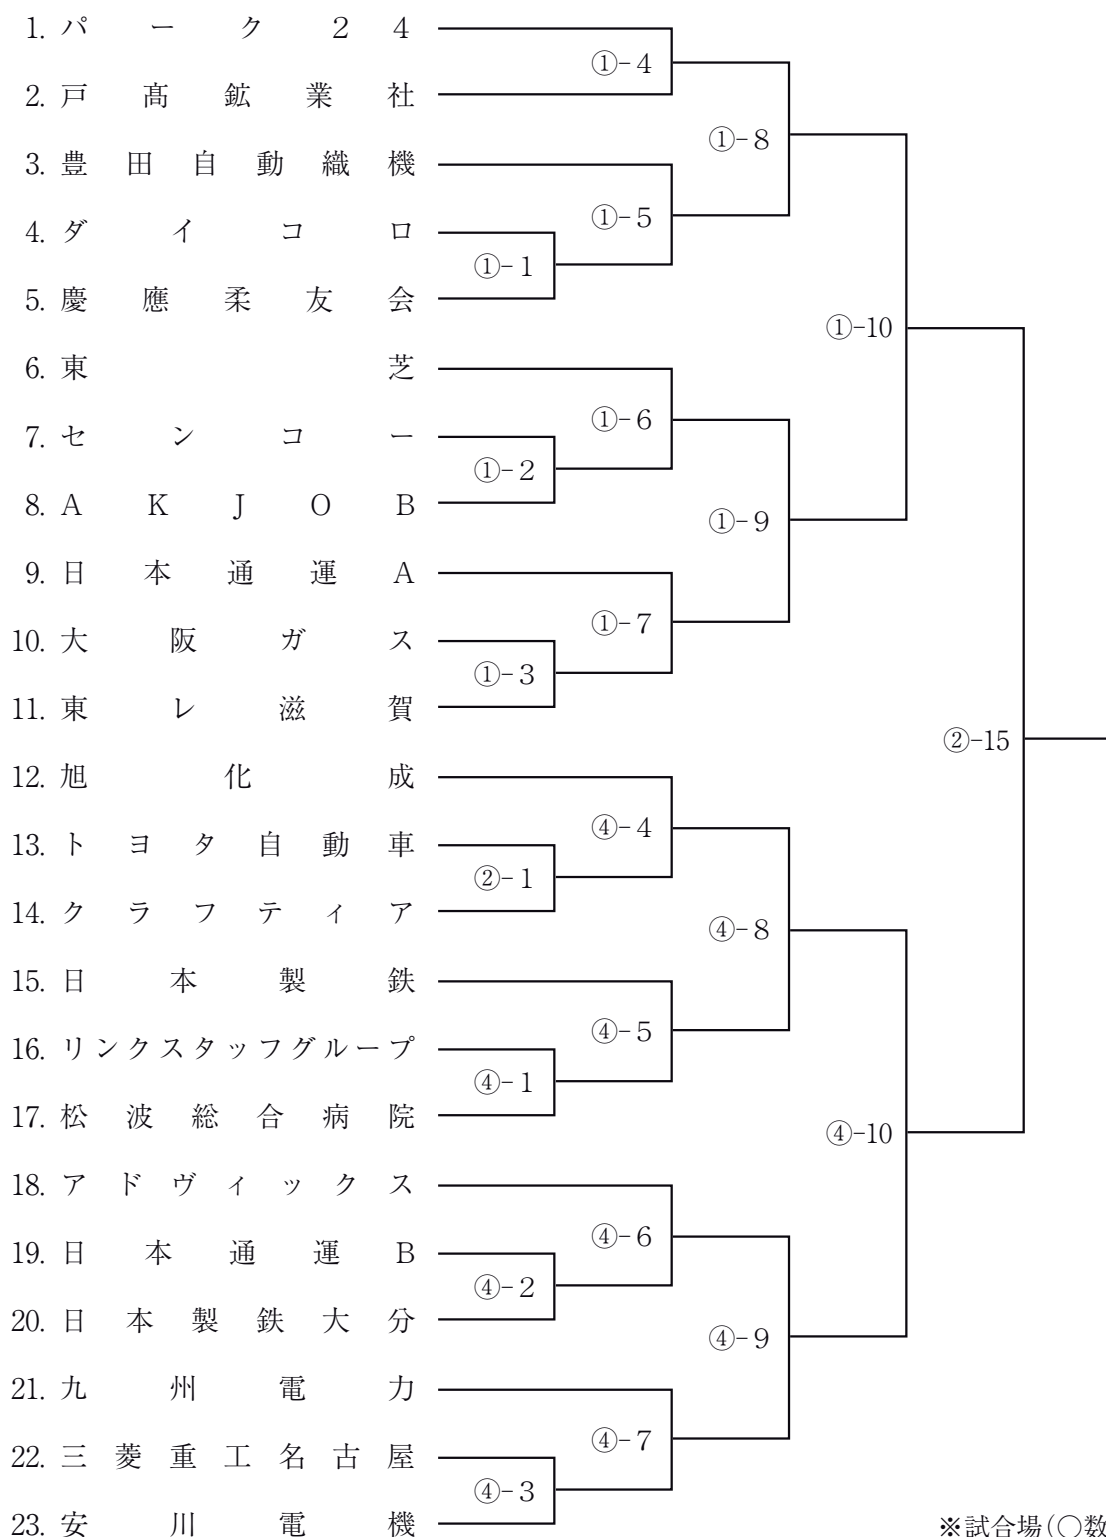 1. パーク２４
①-４
2. 戸髙鉱業社
①-８
3. 豊田自動織機
①-５
4. ダイコロ
①-１
5. 慶應柔友会
①-10
6. 東芝
①-６
7. センコー
①-２
8. ＡＫＪＯＢ
①-９
9. 日本通運Ａ
①-７
10. 大阪ガス
①-３
11. 東レ滋賀
②-15
12. 旭化成
④-４
13. トヨタ自動車
②-１
14. クラフティア
④-８
15. 日本製鉄
④-５
16. リンクスタッフグループ
④-１
17. 松波総合病院
④-10
18. アドヴィックス
④-６
19. 日本通運Ｂ
④-２
20. 日本製鉄大分
④-９
21. 九州電力
④-７
22. 三菱重工名古屋
④-３
23. 安川電機
※試合場(○数